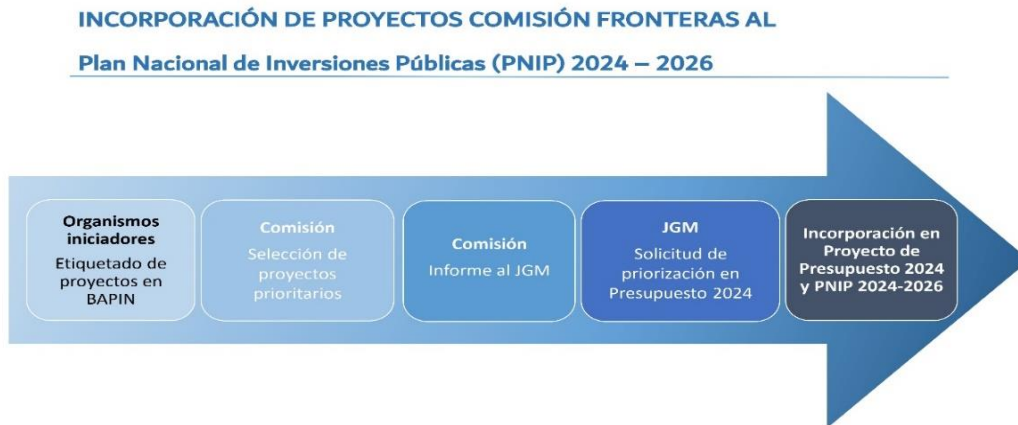 INCORPORACIÓN DE PROYECTOS COMISIÓN FRONTERAS AL
Plan Nacional de Inversiones Públicas (PNIP) 2024 – 2026
Organismos
iniciadores
Etiquetado de
proyectos en
BAPIN
Comisión
Selección de
proyectos
prioritarios
Comisión
Informe al JGM
JGM
Solicitud de
priorización en
Presupuesto 2024
Incorporación en
Proyecto de
Presupuesto 2024
y PNIP 2024-2026